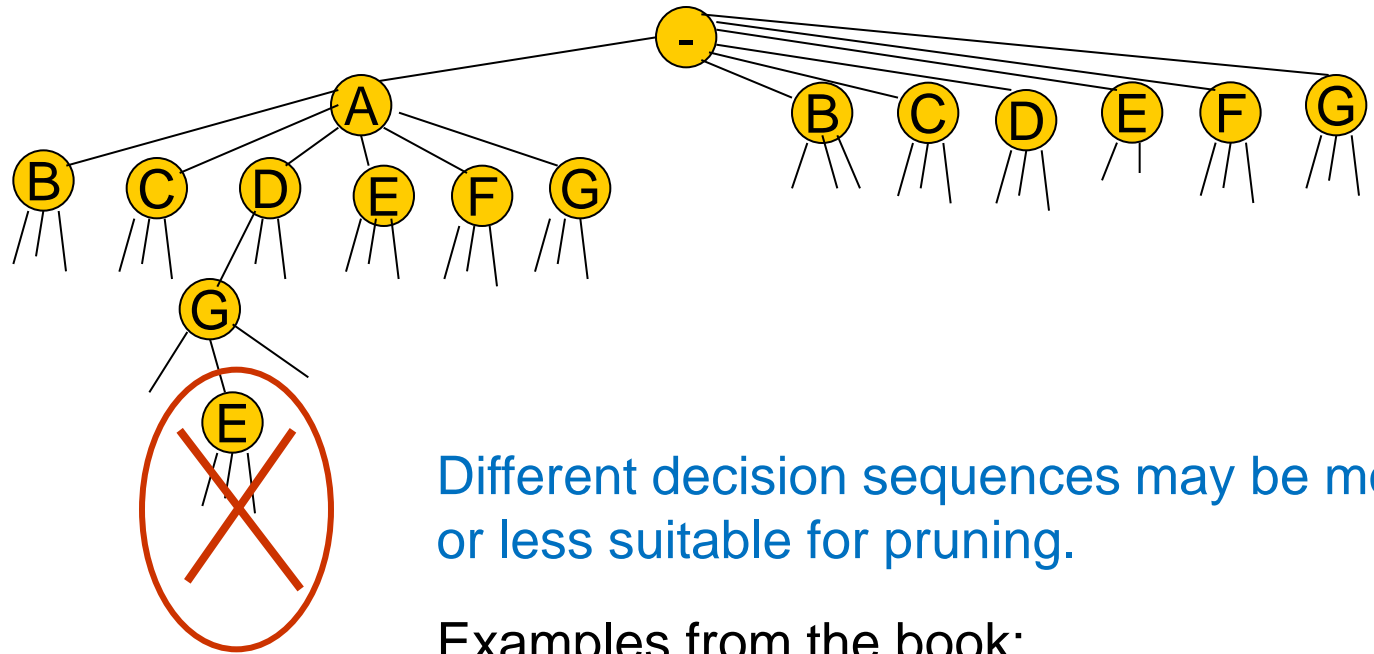 -
A B C D E F G
B C D E F G
G
E
Different decision sequences may be
or less suitable for pruning.
Examples from the book: